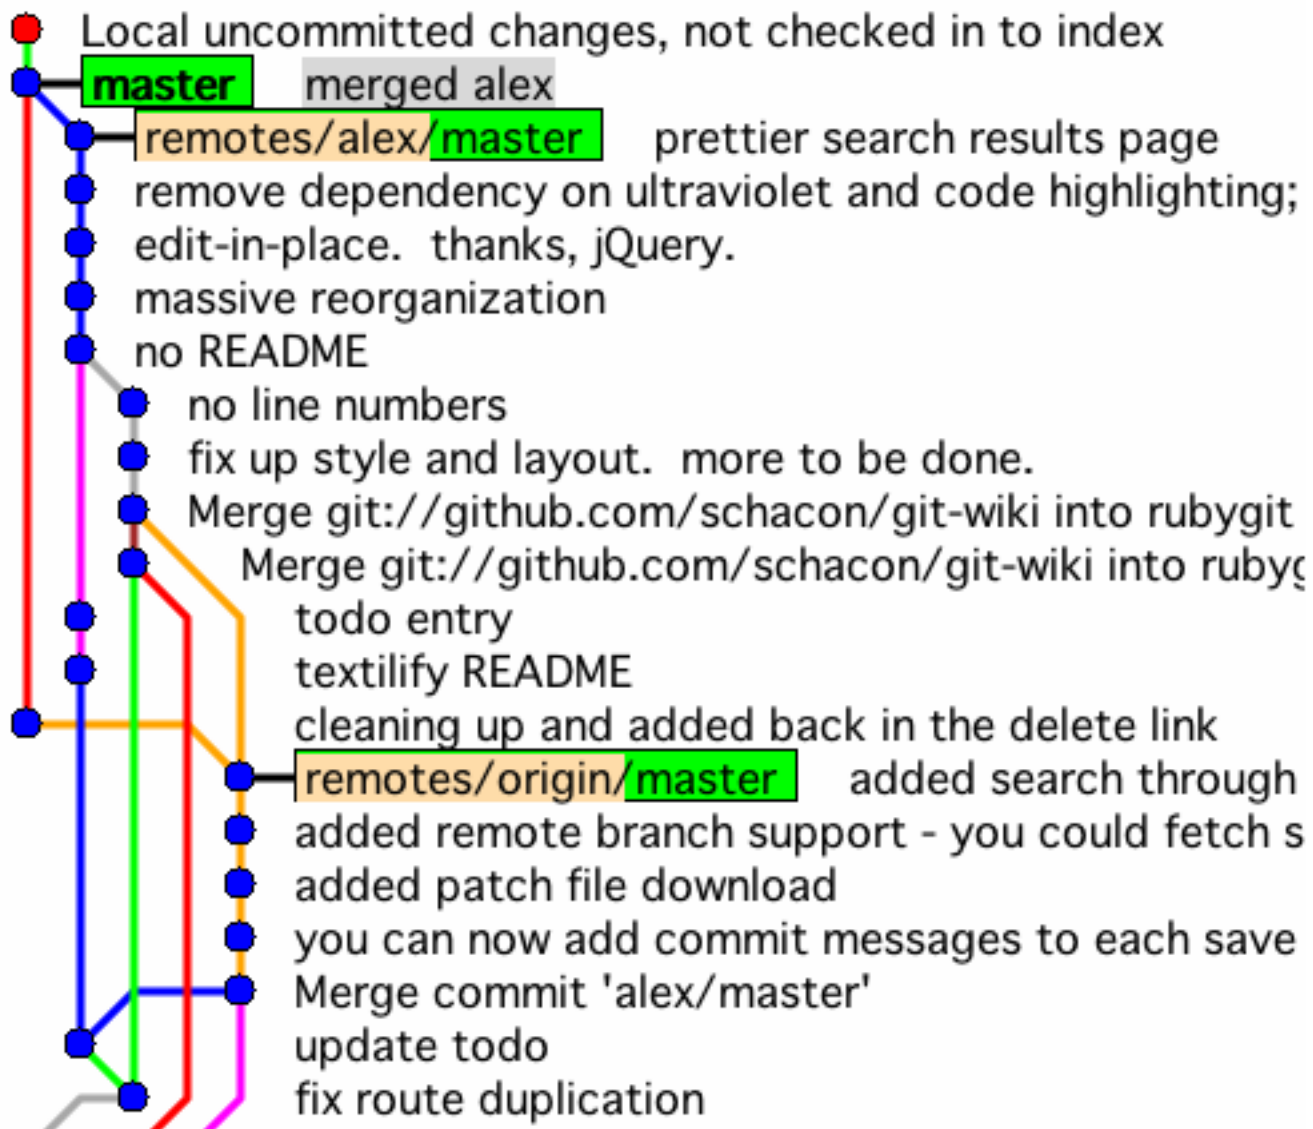 Local uncommitted changes, not checked in to index
master merged alex
remotes/alex/master prettier search results page
remove dependency on ultraviolet and code highlighting;
edit-in-place. thanks, jQuery.
massive reorganization
no README
no line numbers
fix up style and layout. more to be done.
Merge git://github.com/schacon/git-wiki into rubygit
Merge git://github.com/schacon/git-wiki into rubyg
todo entry
textilify README
cleaning up and added back in the delete link
remotes/origin/master added search through
added remote branch support - you could fetch s
added patch file download
you can now add commit messages to each save
Merge commit 'alex/master'
update todo
fix route duplication